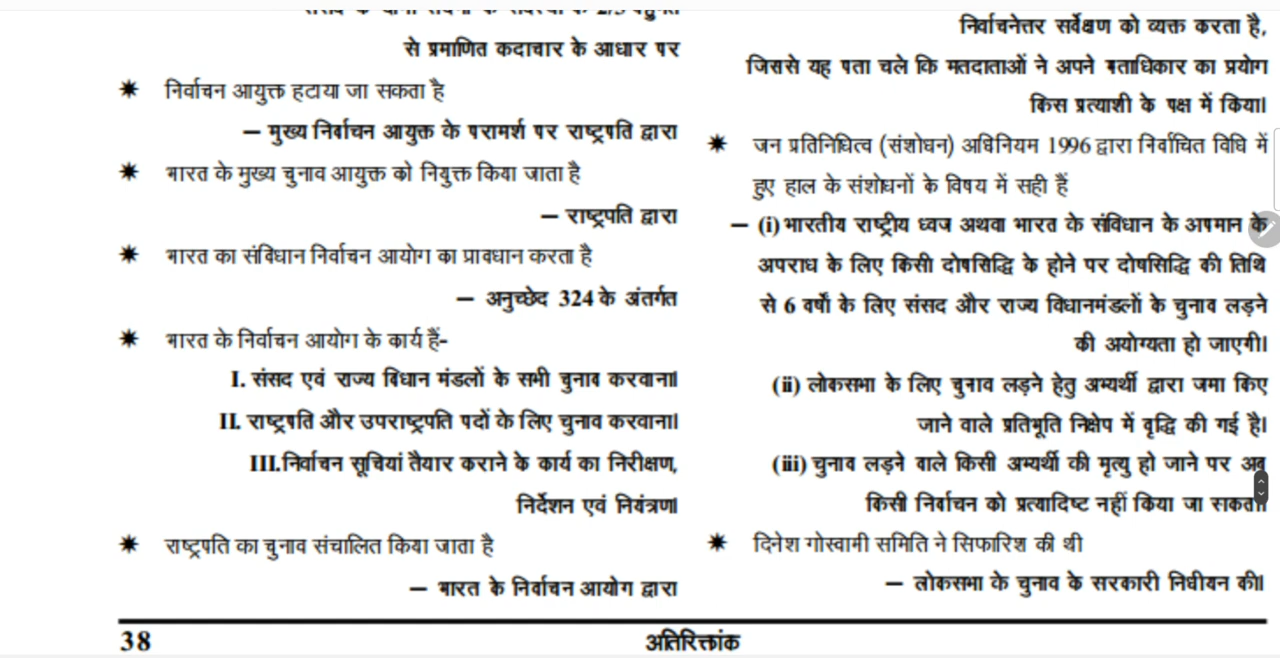 से प्रमाणित कदाचार के आधार पर
✷ निर्वाचन आयुक्त हटाया जा सकता है
– मुख्य निर्वाचन आयुक्त के परामर्श पर राष्ट्रपति द्वारा
✷ भारत के मुख्य चुनाव आयुक्त को नियुक्त किया जाता है
– राष्ट्रपति द्वारा
✷ भारत का संविधान निर्वाचन आयोग का प्रावधान करता है
– अनुच्छेद 324 के अंतर्गत
✷ भारत के निर्वाचन आयोग के कार्य हैं-
I. संसद एवं राज्य विधान मंडलों के सभी चुनाव करवाना।
II. राष्ट्रपति और उपराष्ट्रपति पदों के लिए चुनाव करवाना।
III.निर्वाचन सूचियां तैयार कराने के कार्य का निरीक्षण,
निर्देशन एवं नियंत्रण।
✷ राष्ट्रपति का चुनाव संचालित किया जाता है
– भारत के निर्वाचन आयोग द्वारा
निर्वाचनेत्तर सर्वेक्षण को व्यक्त करता है,
जिससे यह पता चले कि मतदाताओं ने अपने मताधिकार का प्रयोग
किस प्रत्याशी के पक्ष में किया।
✷ जन प्रतिनिधित्व (संशोघन) अधिनियम 1996 द्वारा निर्वाचित विधि में
हुए हाल के संशोघनों के विषय में सही हैं
– (i) भारतीय राष्ट्रीय ध्वज अथवा भारत के संविधान के अपमान के
अपराध के लिए किसी दोषसिद्धि के होने पर दोषसिद्धि की तिथि
से 6 वर्षों के लिए संसद और राज्य विधानमंडलों के चुनाव लड़ने
की अयोग्यता हो जाएगी।
(ii) लोकसभा के लिए चुनाव लड़ने हेतु अभ्यर्थी द्वारा जमा किए
जाने वाले प्रतिभूति निक्षेप में वृद्धि की गई है।
(iii) चुनाव लड़ने वाले किसी अभ्यर्थी की मृत्यु हो जाने पर अब
किसी निर्वाचन को प्रत्यादिष्ट नहीं किया जा सकता।
✷ दिनेश गोस्वामी समिति ने सिफारिश की थी
– लोकसभा के चुनाव के सरकारी निधीयन की।
38 अतिरिक्तांक